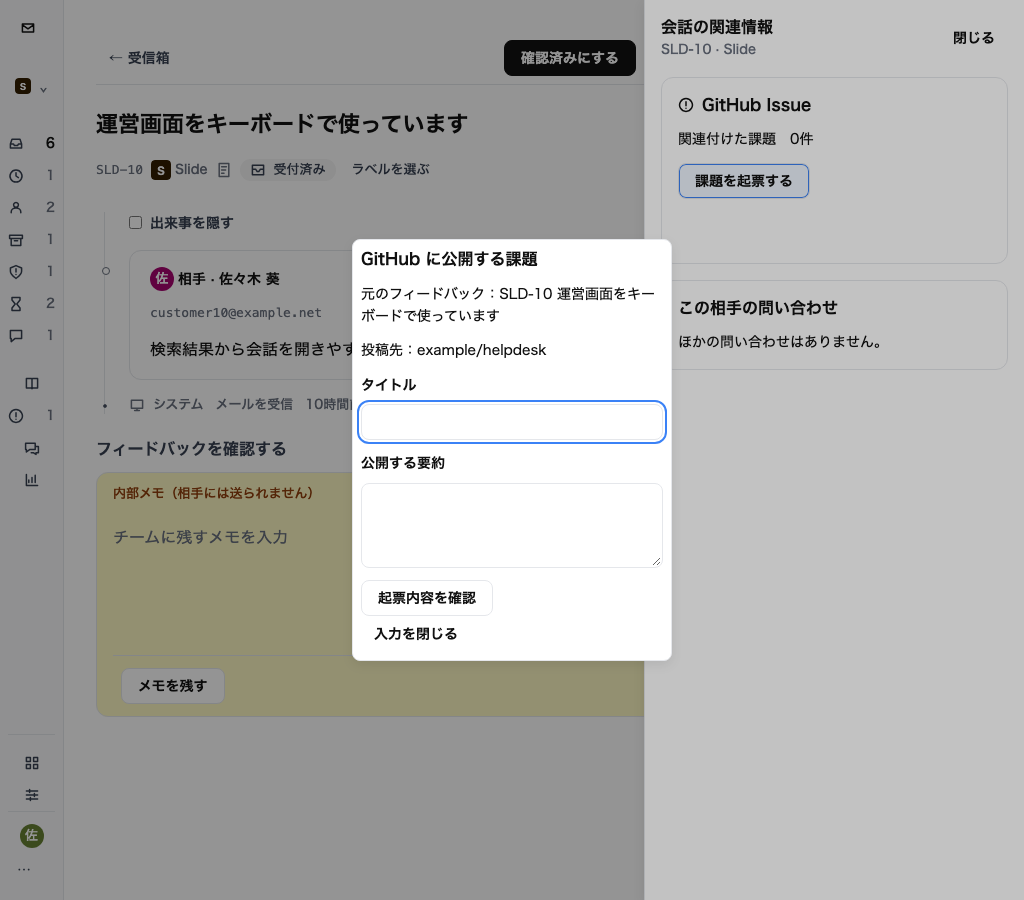 S
6
1
2
1
1
2
1
1
佐
…
← 受信箱
確認済みにする
運営画面をキーボードで使っています
SLD-10 S Slide 受付済み ラベルを選ぶ
出来事を隠す
佐 相手 · 佐々木 葵
customer10@example.net
検索結果から会話を開きやす
システム メールを受信 10時間
フィードバックを確認する
内部メモ（相手には送られません）
チームに残すメモを入力
メモを残す
GitHub に公開する課題
元のフィードバック：SLD-10 運営画面をキー
ボードで使っています
投稿先：example/helpdesk
タイトル
公開する要約
起票内容を確認
入力を閉じる
会話の関連情報
SLD-10 · Slide
閉じる
GitHub Issue
関連付けた課題 0件
課題を起票する
この相手の問い合わせ
ほかの問い合わせはありません。